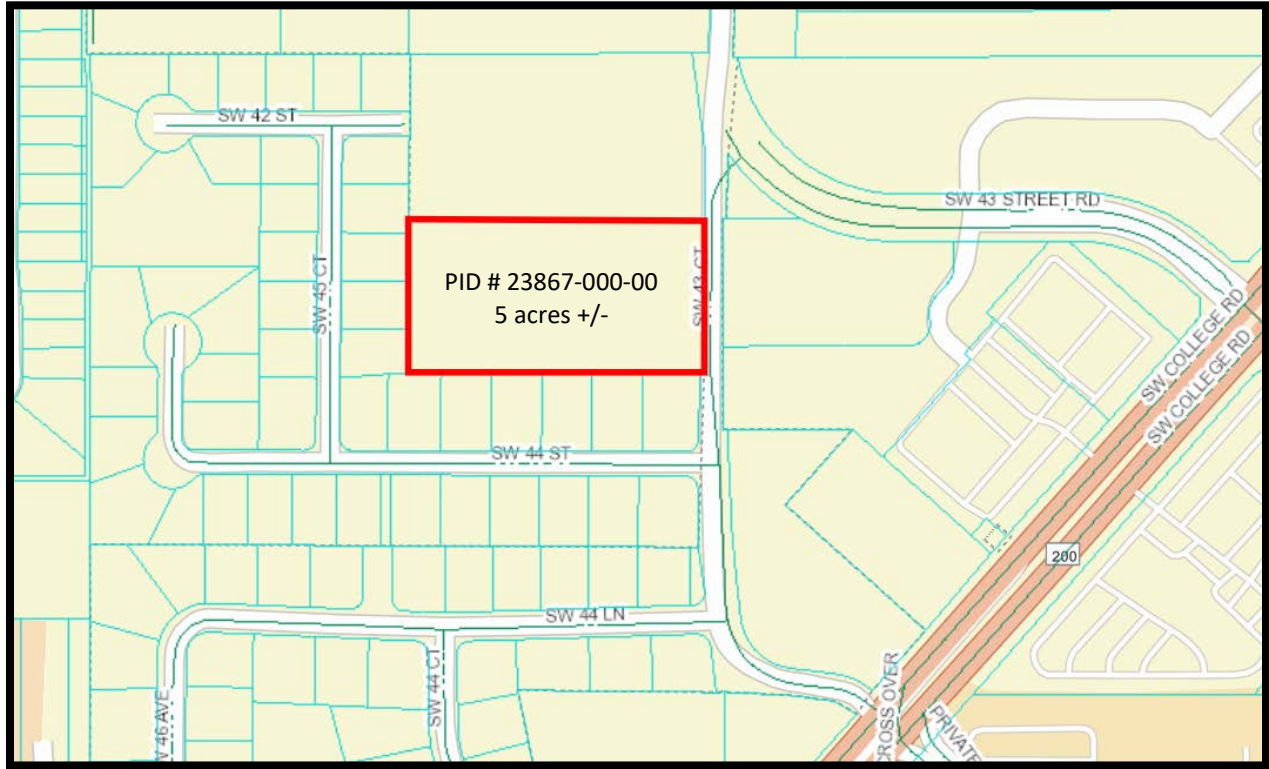 SW 42 ST
SW 43 STREET RD
PID # 23867-000-00
5 acres +/-
SW 43 CT
SW 45 CT
SW COLLEGE RD
SW COLLEGE RD
SW 44 ST
200
SW 44 LN
SW 44 CT
W 46 AVE
CROSS OVER
PRIVATE